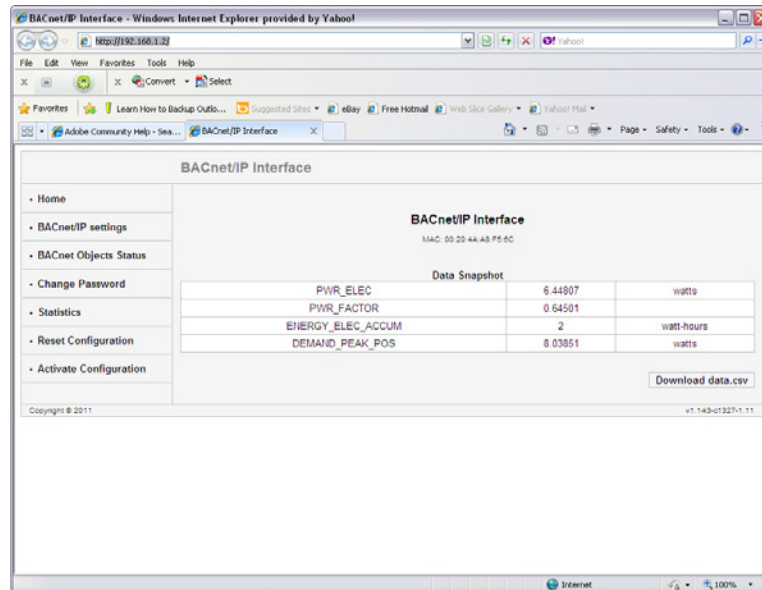 BACnet/IP Interface - Windows Internet Explorer provided by Yahoo!
http://192.168.1.2/
Yahoo!
File Edit View Favorites Tools Help
x Convert Select
Favorites Learn How to Backup Outlo... Suggested Sites eBay Free Hotmail Web Slice Gallery Yahoo! Mail
Adobe Community Help - Sea... BACnet/IP Interface X Page Safety Tools
BACnet/IP Interface
Home
BACnet/IP settings
BACnet Objects Status
Change Password
Statistics
Reset Configuration
Activate Configuration
BACnet/IP Interface
MAC: 00:20:4A:A8:F5:6C
Data Snapshot
PWR_ELEC 6.44807 watts
PWR_FACTOR 0.64501
ENERGY_ELEC_ACCUM 2 watt-hours
DEMAND_PEAK_POS 8.03851 watts
Download data.csv
Copyright © 2011 v1.143-c1327-1.11
Internet 100%